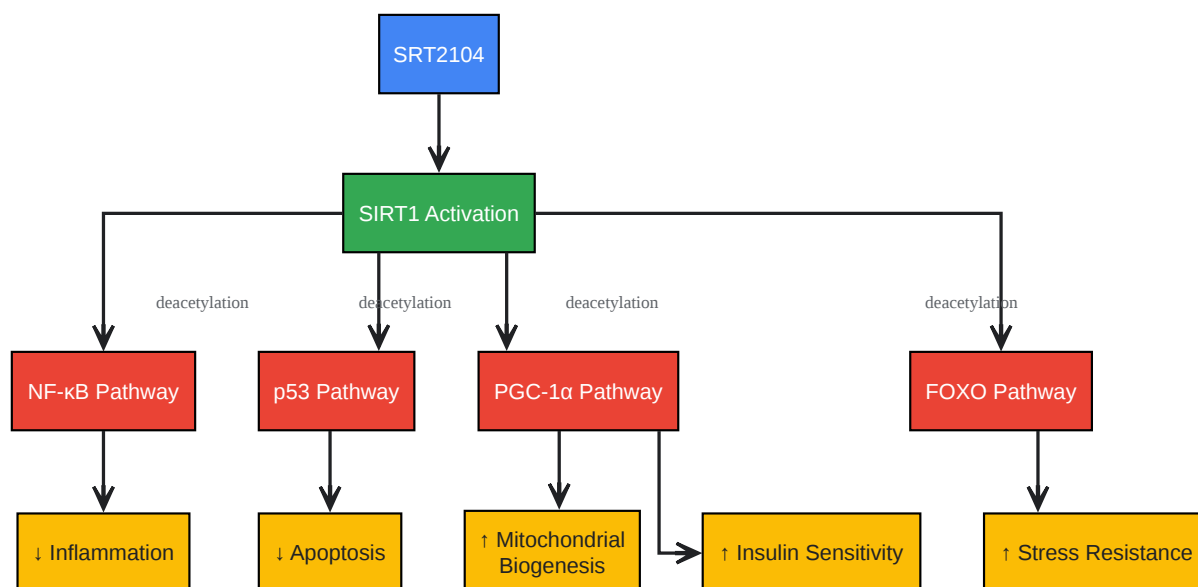 SRT2104
SIRT1 Activation
deacetylation
deacetylation
deacetylation
deacetylation
NF-κB Pathway
p53 Pathway
PGC-1α Pathway
FOXO Pathway
↓ Inflammation
↓ Apoptosis
↑ Mitochondrial
Biogenesis
↑ Insulin Sensitivity
↑ Stress Resistance